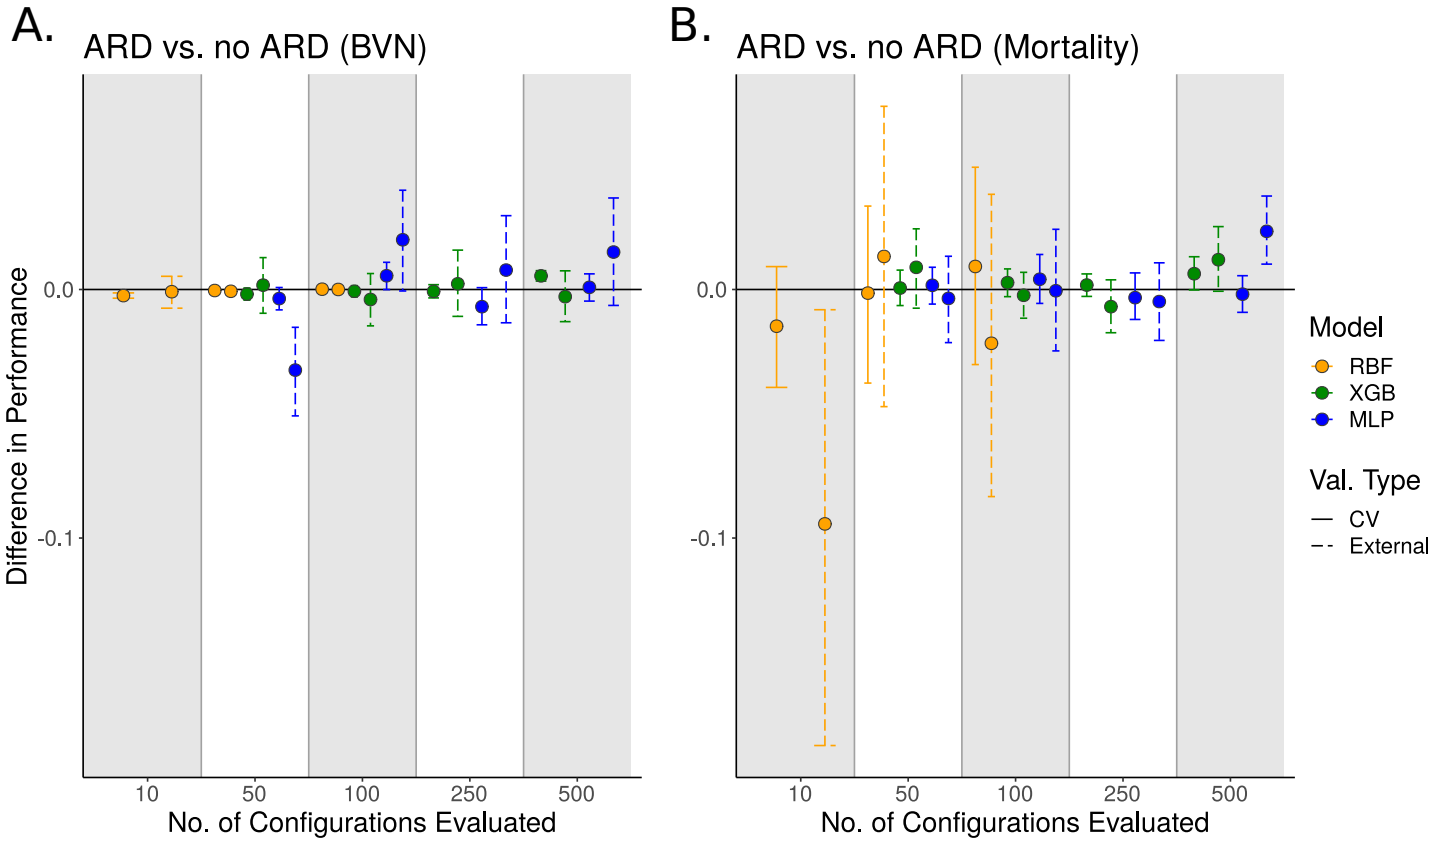 A.
ARD vs. no ARD (BVN)
B.
ARD vs. no ARD (Mortality)
Difference in Performance
0.0
-0.1
10 50 100 250 500
No. of Configurations Evaluated
0.0
-0.1
10 50 100 250 500
No. of Configurations Evaluated
Model
RBF
XGB
MLP
Val. Type
CV
External